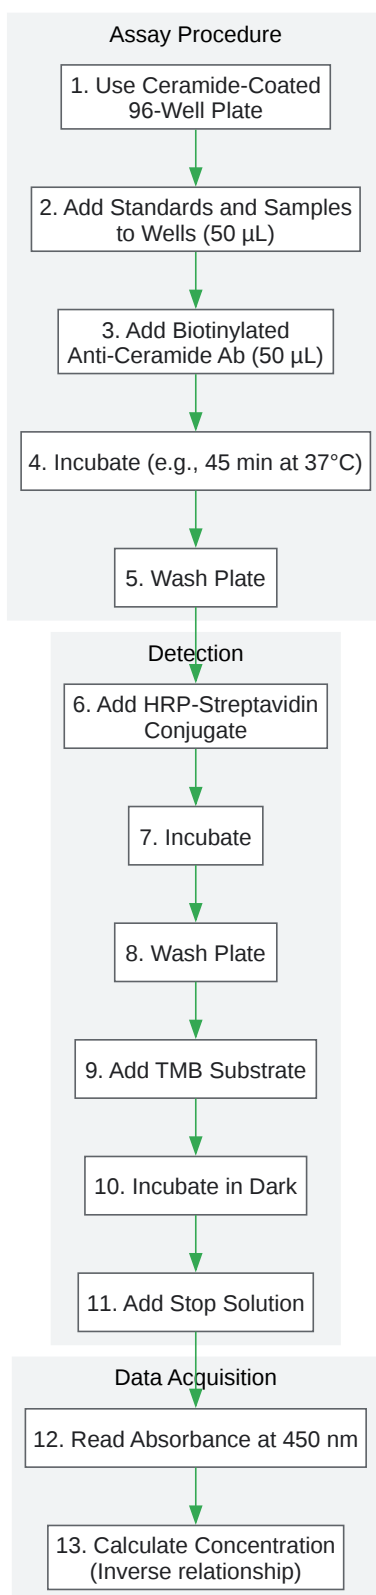 Assay Procedure
1. Use Ceramide-Coated
96-Well Plate
2. Add Standards and Samples
to Wells (50 µL)
3. Add Biotinylated
Anti-Ceramide Ab (50 µL)
4. Incubate (e.g., 45 min at 37°C)
5. Wash Plate
Detection
6. Add HRP-Streptavidin
Conjugate
7. Incubate
8. Wash Plate
9. Add TMB Substrate
10. Incubate in Dark
11. Add Stop Solution
Data Acquisition
12. Read Absorbance at 450 nm
13. Calculate Concentration
(Inverse relationship)